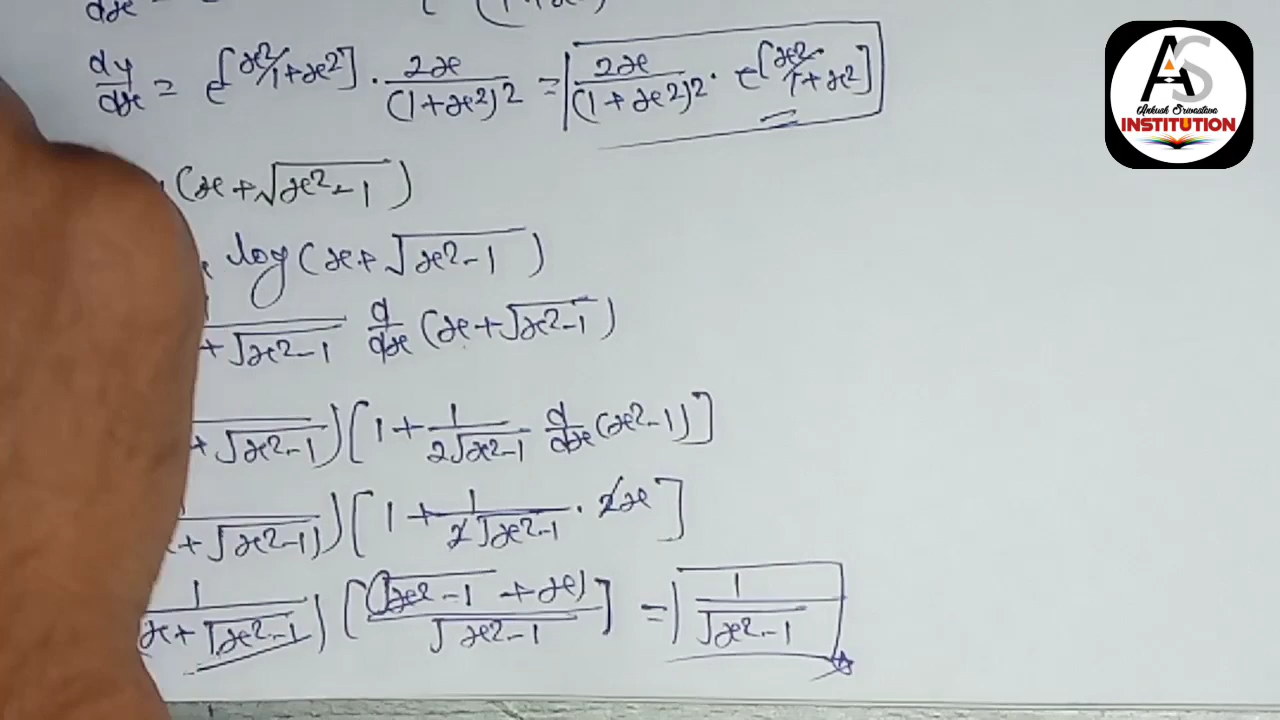 dx =
dy/dx = e^[x²/1+x²] · 2x/(1+x²)² = 2x/(1+x²)² · e^[x²/1+x²]
(x+√x²-1)
log(x+√x²-1)
+√x²-1 d/dx (x+√x²-1)
+√x²-1)[1+1/2√x²-1 d/dx(x²-1)]
x+√x²-1)[1+1/2√x²-1 · 2x]
1/x+√x²-1)[(√x²-1+x)/√x²-1] = 1/√x²-1
AS
Ankush Srivastava
INSTITUTION